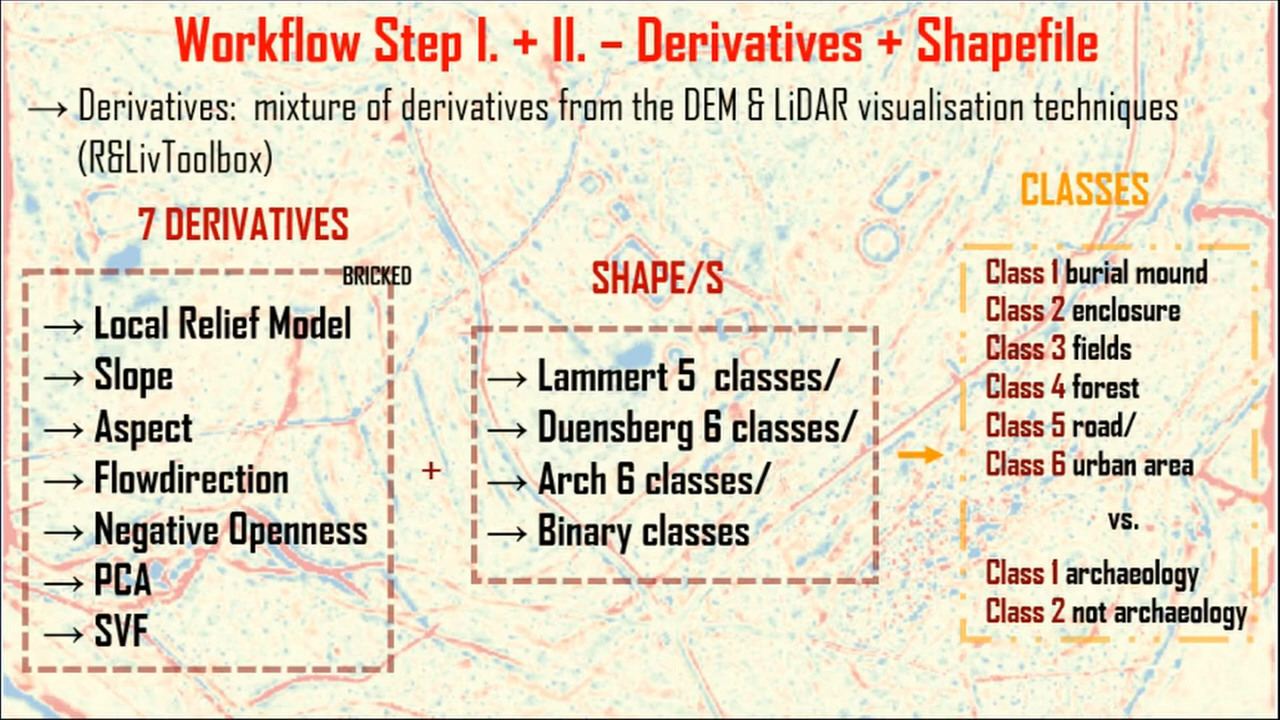 Workflow Step I. + II. – Derivatives + Shapefile
→ Derivatives: mixture of derivatives from the DEM & LiDAR visualisation techniques
(R&LivToolbox)
7 DERIVATIVES
BRICKED
→ Local Relief Model
→ Slope
→ Aspect
→ Flowdirection
→ Negative Openness
→ PCA
→ SVF
+
SHAPE/S
→ Lammert 5 classes/
→ Duensberg 6 classes/
→ Arch 6 classes/
→ Binary classes
CLASSES
Class 1 burial mound
Class 2 enclosure
Class 3 fields
Class 4 forest
Class 5 road/
Class 6 urban area
vs.
Class 1 archaeology
Class 2 not archaeology